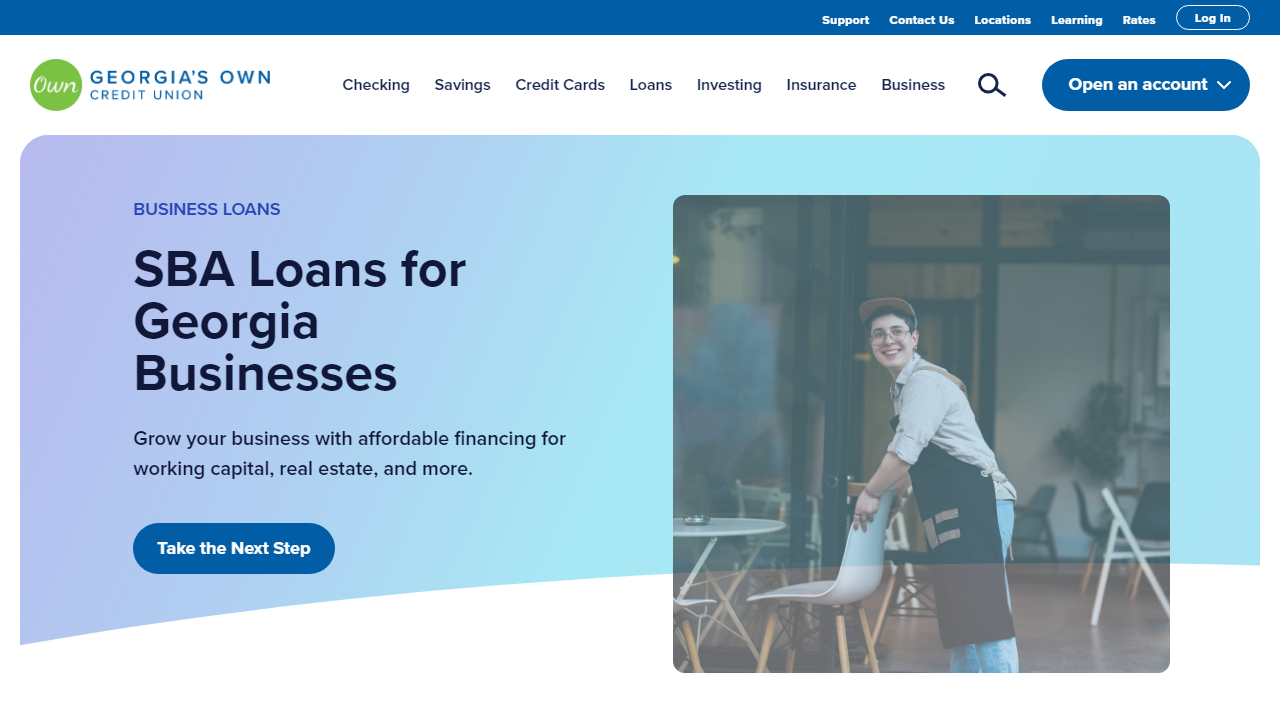 Support Contact Us Locations Learning Rates Log In
Own GEORGIA'S OWN
CREDIT UNION
Checking Savings Credit Cards Loans Investing Insurance Business Open an account
BUSINESS LOANS
SBA Loans for
Georgia
Businesses
Grow your business with affordable financing for
working capital, real estate, and more.
Take the Next Step